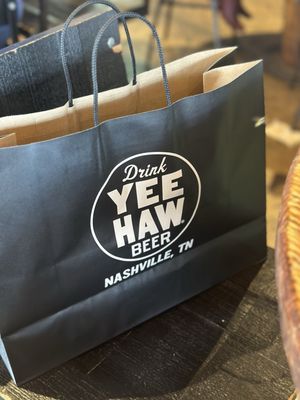 Drink
YEE
HAW
BEER
NASHVILLE, TN